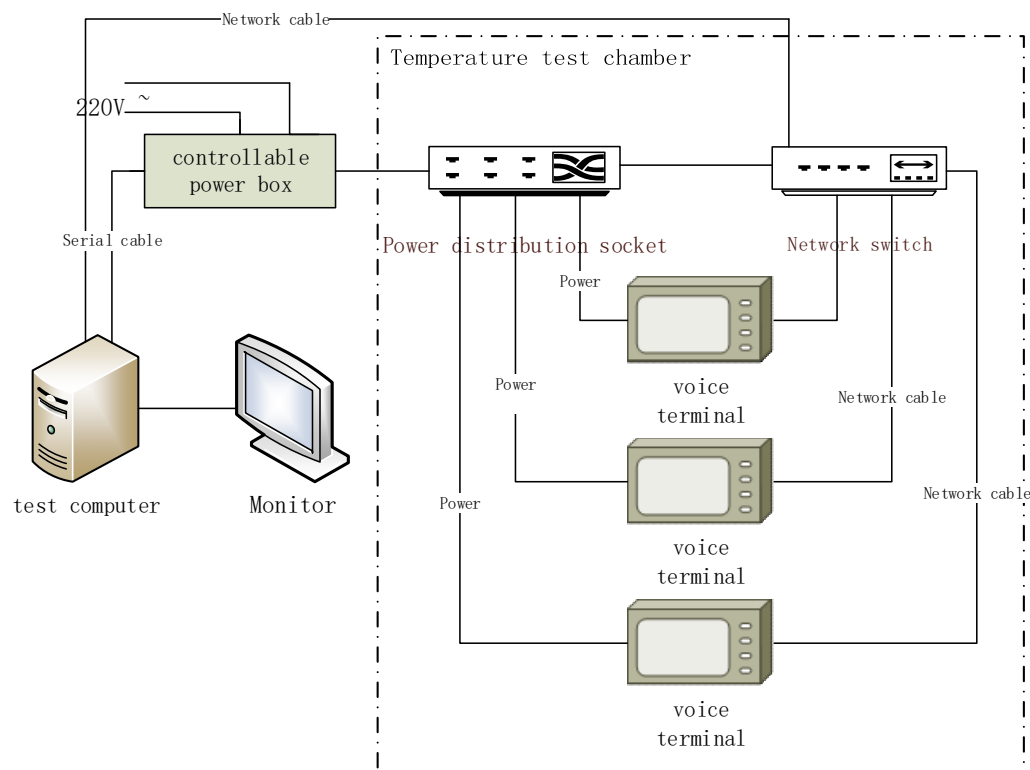 Network cable
Temperature test chamber
220V ~
controllable
power box
Serial cable
Power distribution socket
Network switch
Power
voice
terminal
Power
Network cable
test computer
Monitor
Power
Network cable
voice
terminal
voice
terminal